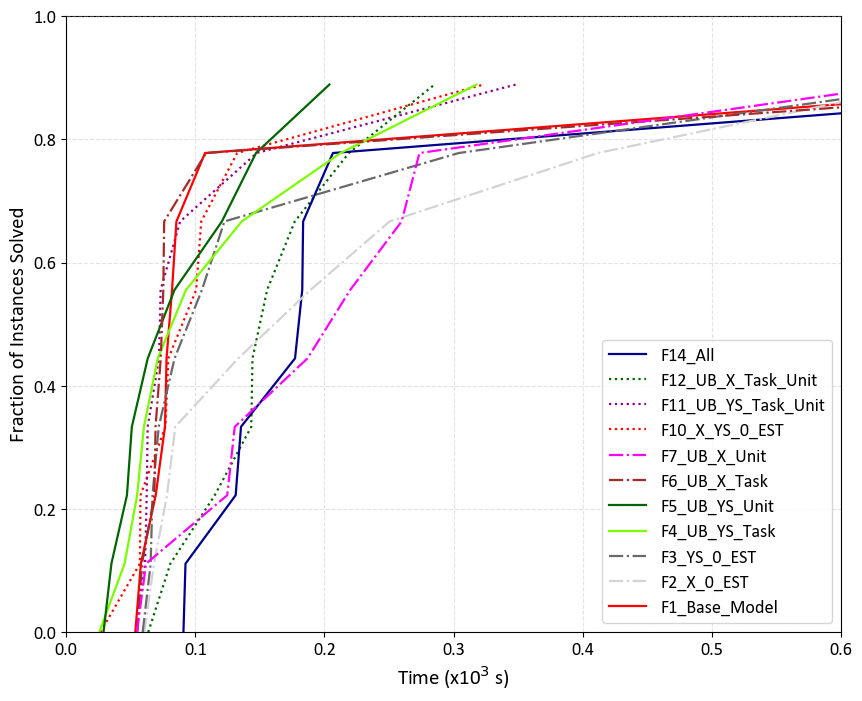 1.0
0.8
0.6
0.4
0.2
0.0
Fraction of Instances Solved
F14_All
F12_UB_X_Task_Unit
F11_UB_YS_Task_Unit
F10_X_YS_0_EST
F7_UB_X_Unit
F6_UB_X_Task
F5_UB_YS_Unit
F4_UB_YS_Task
F3_YS_0_EST
F2_X_0_EST
F1_Base_Model
0.0 0.1 0.2 0.3 0.4 0.5 0.6
Time (x10³ s)